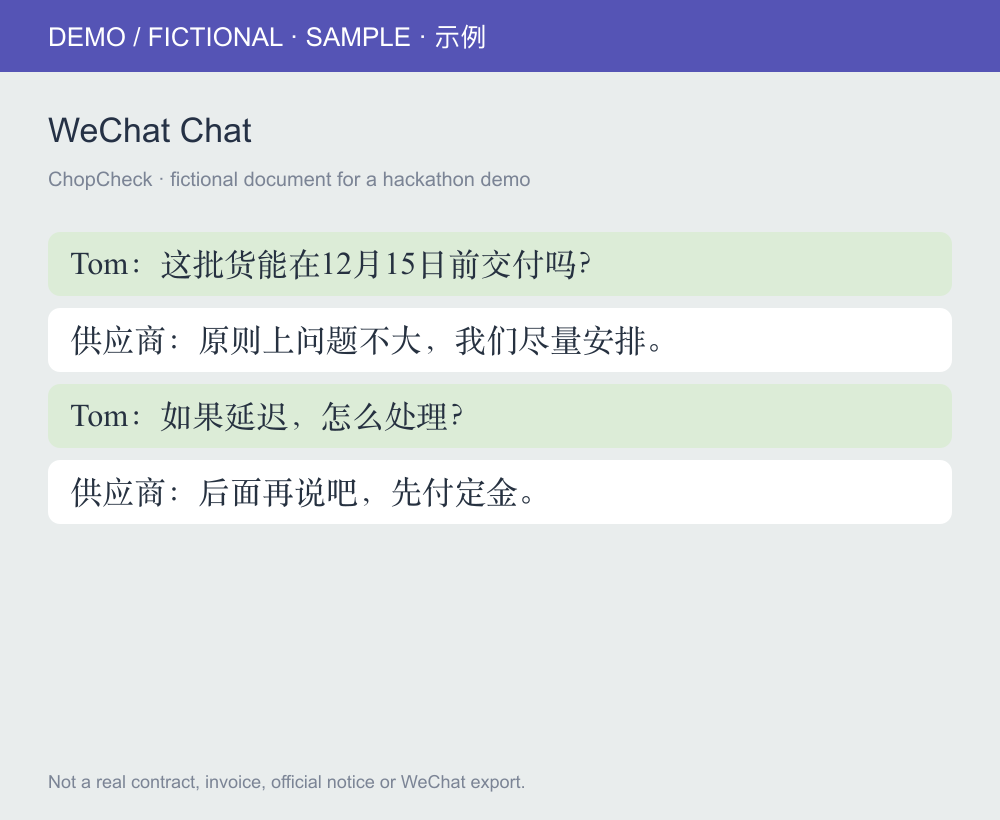 DEMO / FICTIONAL · SAMPLE · 示例
WeChat Chat
ChopCheck · fictional document for a hackathon demo
Tom：这批货能在12月15日前交付吗？
供应商：原则上问题不大，我们尽量安排。
Tom：如果延迟，怎么处理？
供应商：后面再说吧，先付定金。
Not a real contract, invoice, official notice or WeChat export.